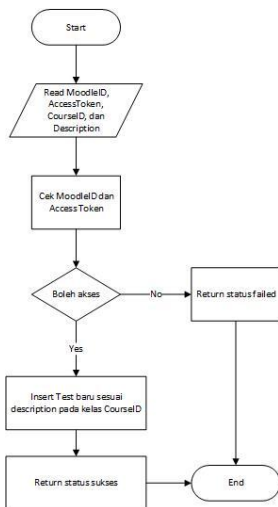 Start
Read MoodleID,
AccessToken,
CourseID, dan
Description
Cek MoodleID dan
AccessToken
Boleh akses
No
Return status failed
Yes
Insert Test baru sesuai
description pada kelas CourseID
Return status sukses
End